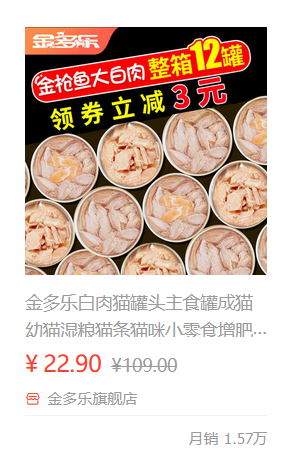 金多乐
金枪鱼大白肉整箱12罐
领券立减3元
金多乐白肉猫罐头主食罐成猫
幼猫湿粮猫条猫咪小零食增肥...
¥ 22.90 ¥109.00
金多乐旗舰店
月销 1.57万